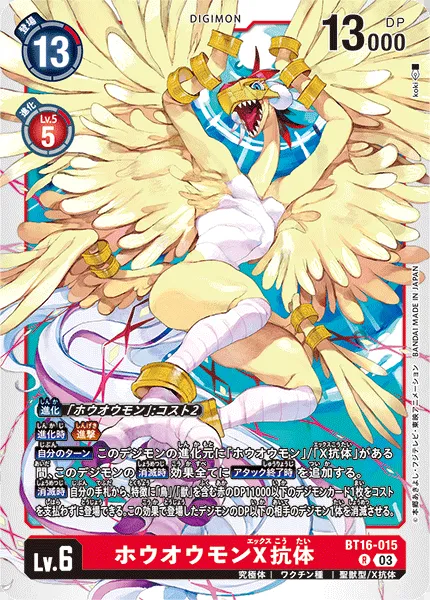 DIGIMON
登場
13
DP
13000
進化
Lv.5
5
koki
©本郷あきよし・フジテレビ・東映アニメーション BANDAI MADE IN JAPAN
進化 「ホウオウモン」:コスト2
進化時 進撃
自分のターン このデジモンの進化元に「ホウオウモン」/「X抗体」がある
間、このデジモンの 消滅時 効果全てに アタック終了時 を追加する。
消滅時 自分の手札から、特徴に「鳥」/「獣」を含む赤のDP11000以下のデジモンカード1枚をコスト
を支払わずに登場できる。この効果で登場したデジモンのDP以下の相手のデジモン1体を消滅させる。
Lv.6
ホウオウモンX抗体
BT16-015
R 03
究極体 | ワクチン種 | 聖獣型/X抗体